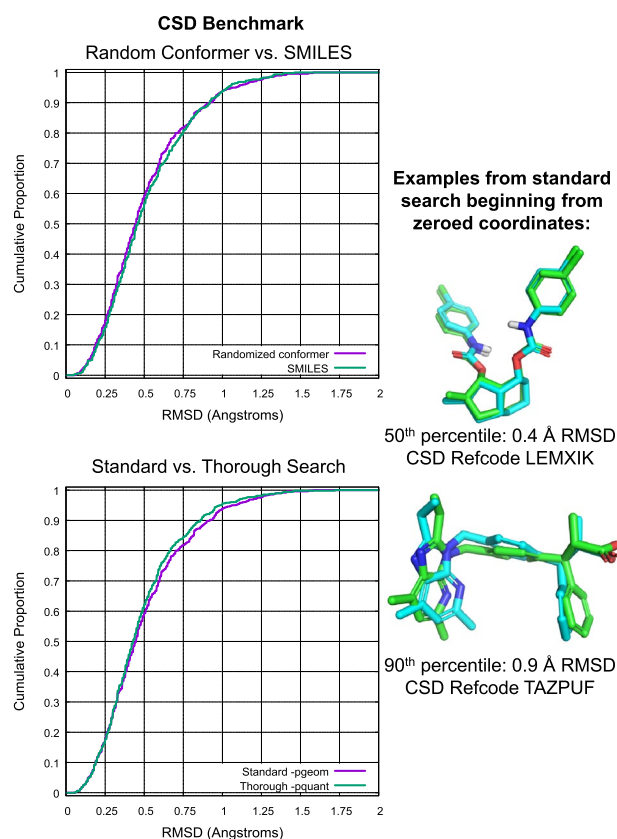 CSD Benchmark
Random Conformer vs. SMILES
1
0.9
0.8
0.7
0.6
0.5
0.4
0.3
0.2
0.1
0
Cumulative Proportion
Randomized conformer
SMILES
0 0.25 0.5 0.75 1 1.25 1.5 1.75 2
RMSD (Angstroms)
Standard vs. Thorough Search
1
0.9
0.8
0.7
0.6
0.5
0.4
0.3
0.2
0.1
0
Cumulative Proportion
Standard -pgeom
Thorough -pquant
0 0.25 0.5 0.75 1 1.25 1.5 1.75 2
RMSD (Angstroms)
Examples from standard
search beginning from
zeroed coordinates:
50th percentile: 0.4 Å RMSD
CSD Refcode LEMXIK
90th percentile: 0.9 Å RMSD
CSD Refcode TAZPUF